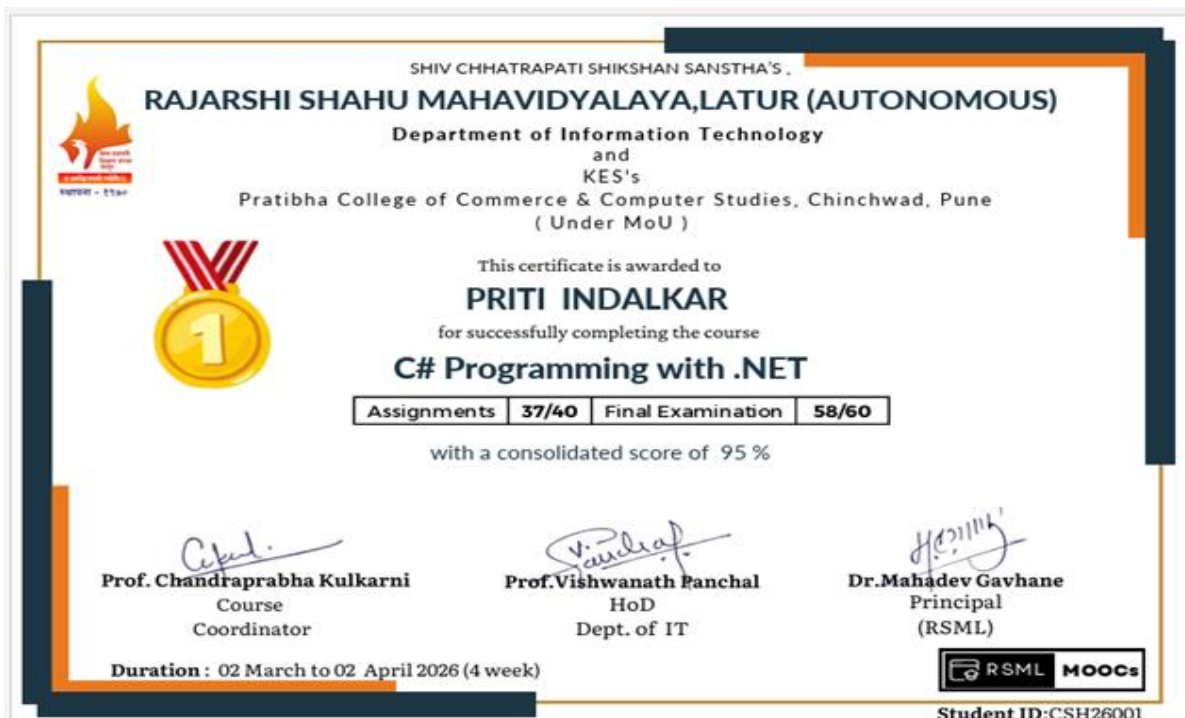 SHIV CHHATRAPATI SHIKSHAN SANSTHA'S .
RAJARSHI SHAHU MAHAVIDYALAYA,LATUR (AUTONOMOUS)
Department of Information Technology
and
KES's
Pratibha College of Commerce & Computer Studies, Chinchwad, Pune
( Under MoU )
स्थापना - १९७०
1
This certificate is awarded to
PRITI INDALKAR
for successfully completing the course
C# Programming with .NET
Assignments 37/40 Final Examination 58/60
with a consolidated score of 95 %
Prof. Chandraprabha Kulkarni
Course
Coordinator
Prof.Vishwanath Panchal
HoD
Dept. of IT
Dr.Mahadev Gavhane
Principal
(RSML)
Duration : 02 March to 02 April 2026 (4 week)
RSML MOOCs
Student ID:CSH26001